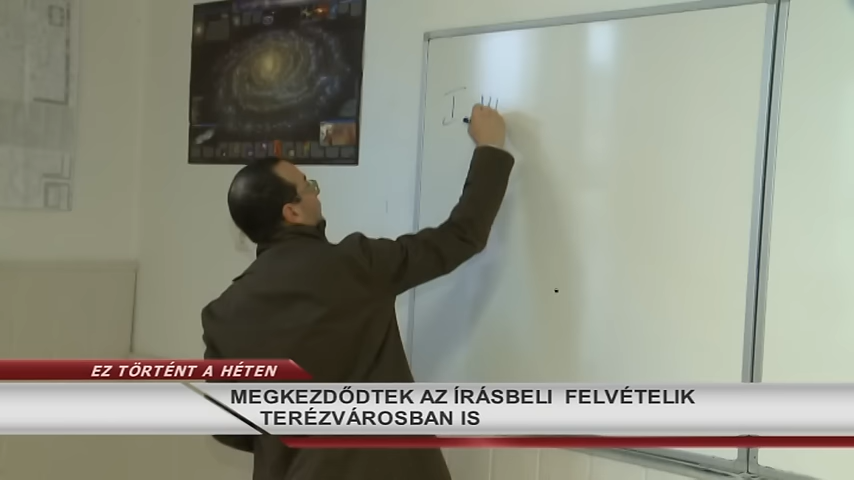 EZ TÖRTÉNT A HÉTEN
MEGKEZDŐDTEK AZ ÍRÁSBELI FELVÉTELIK
TERÉZVÁROSBAN IS